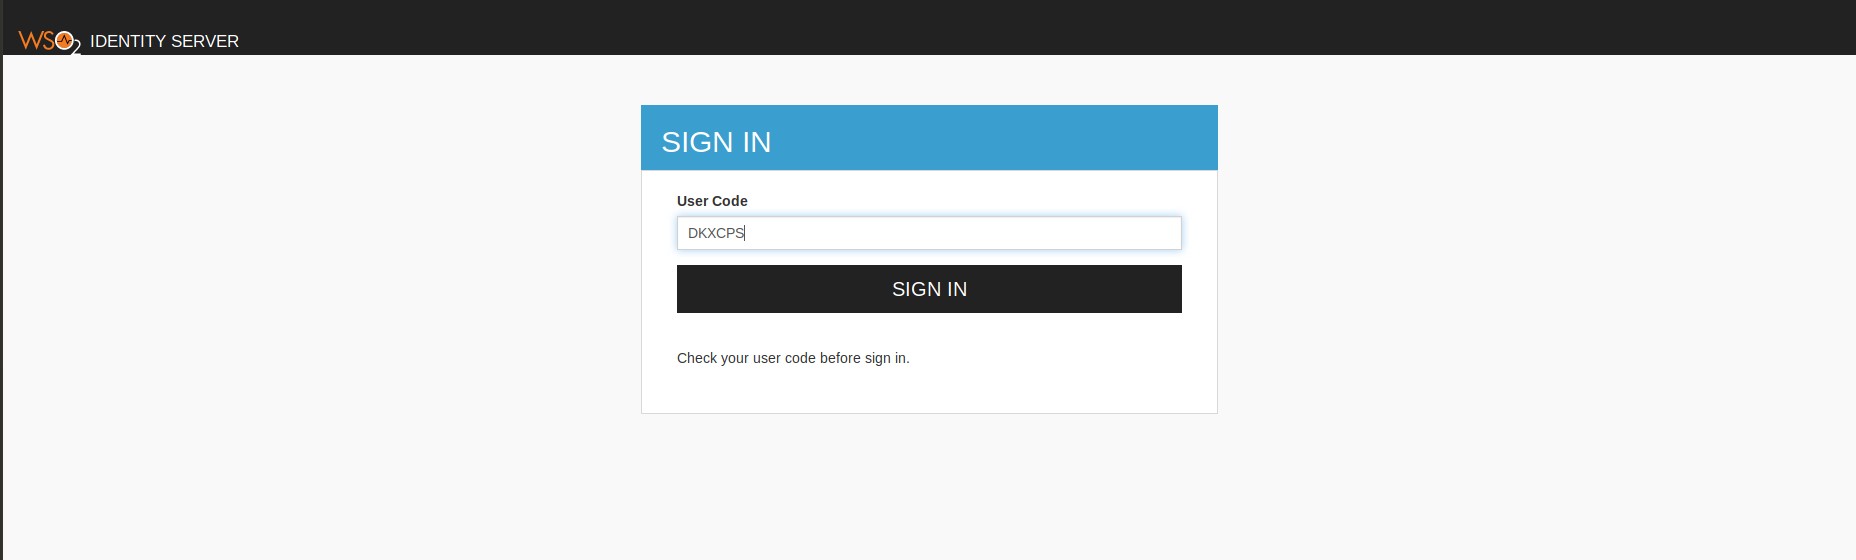 WSO2 IDENTITY SERVER
SIGN IN
User Code
DKXCPS
SIGN IN
Check your user code before sign in.